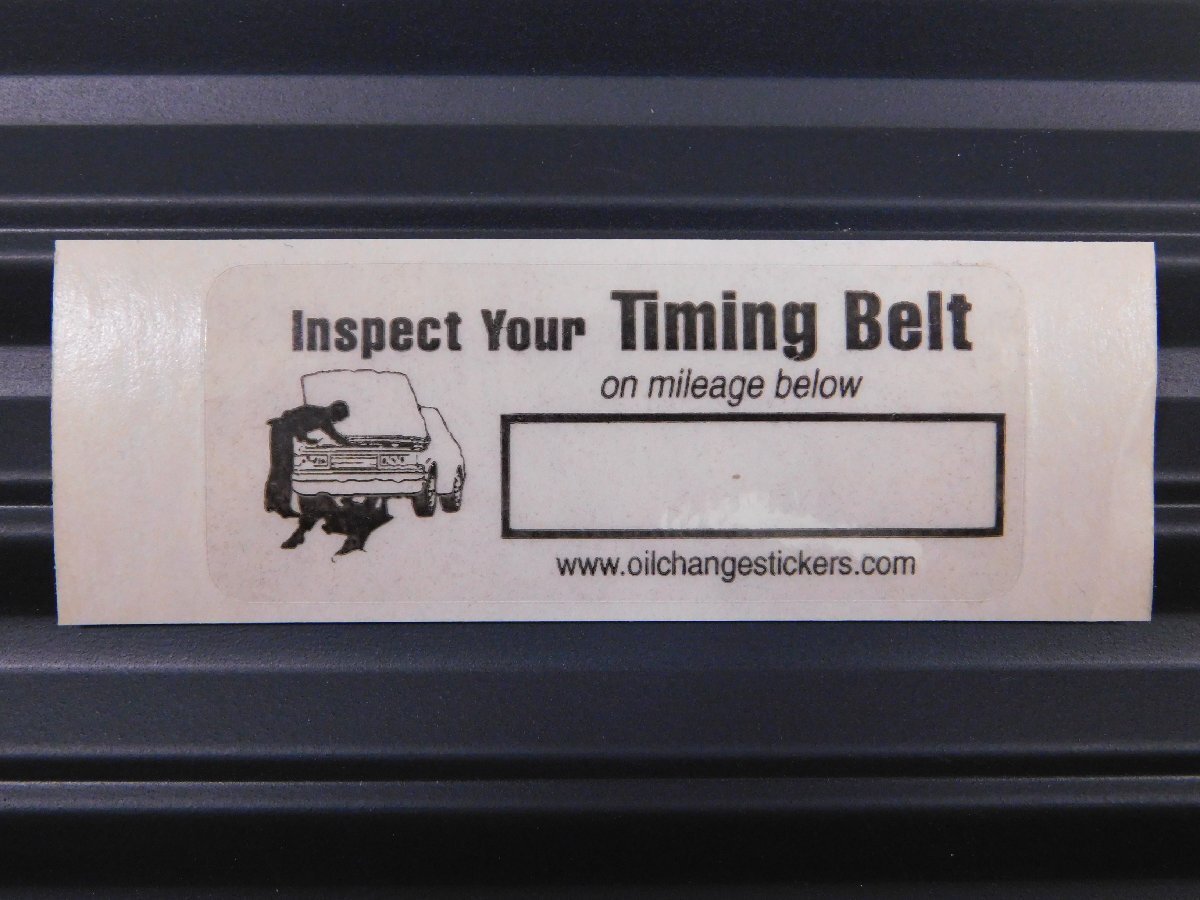 Inspect Your Timing Belt
on mileage below
www.oilchangestickers.com